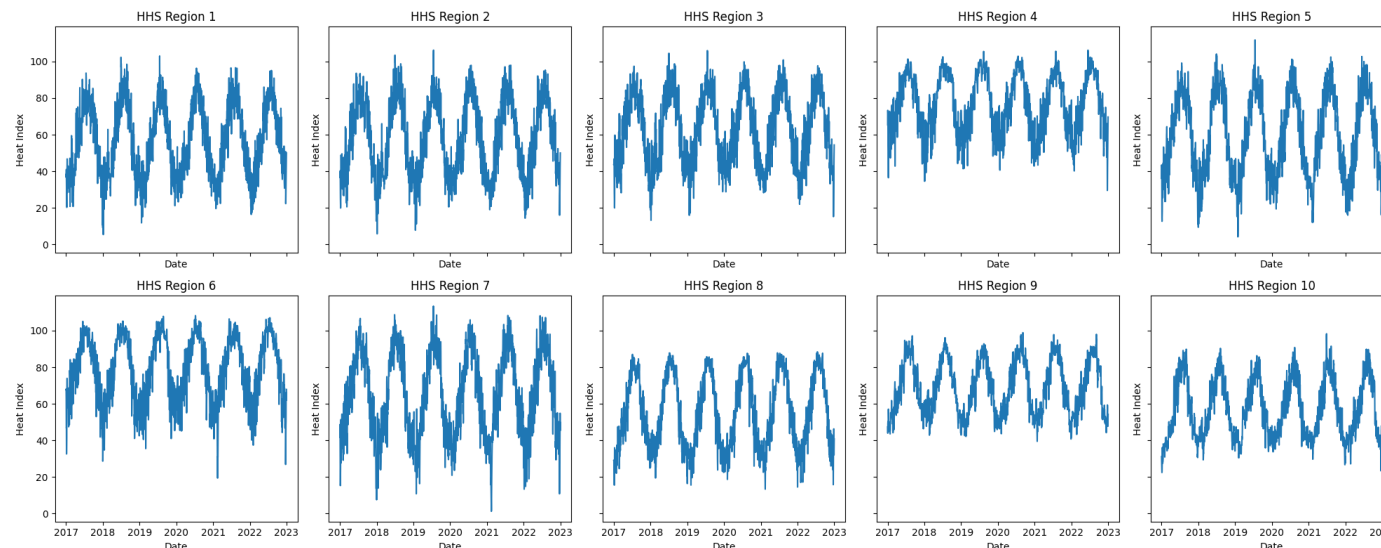 HHS Region 1 HHS Region 2 HHS Region 3 HHS Region 4 HHS Region 5
Heat Index Heat Index Heat Index Heat Index Heat Index
100
80
60
40
20
0
Date Date Date Date Date
HHS Region 6 HHS Region 7 HHS Region 8 HHS Region 9 HHS Region 10
Heat Index Heat Index Heat Index Heat Index Heat Index
100
80
60
40
20
0
2017 2018 2019 2020 2021 2022 2023 2017 2018 2019 2020 2021 2022 2023 2017 2018 2019 2020 2021 2022 2023 2017 2018 2019 2020 2021 2022 2023 2017 2018 2019 2020 2021 2022 20
Date Date Date Date Date